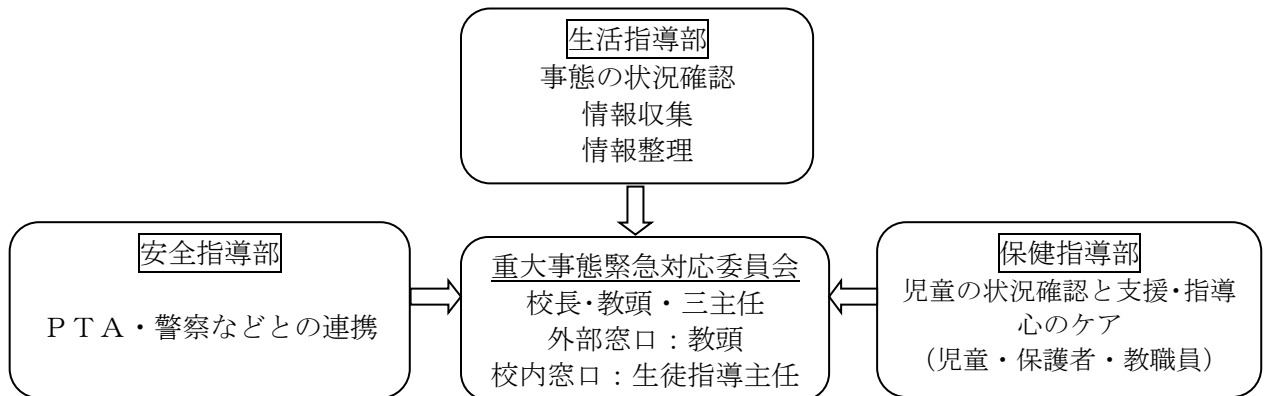 生活指導部
事態の状況確認
情報収集
情報整理
安全指導部
ＰＴＡ・警察などとの連携
重大事態緊急対応委員会
校長･教頭・三主任
外部窓口：教頭
校内窓口：生徒指導主任
保健指導部
児童の状況確認と支援･指導
心のケア
（児童・保護者・教職員）